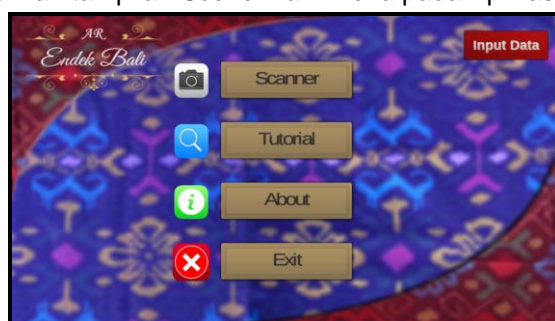 AR
Endek Bali
Input Data
Scanner
Tutorial
About
Exit